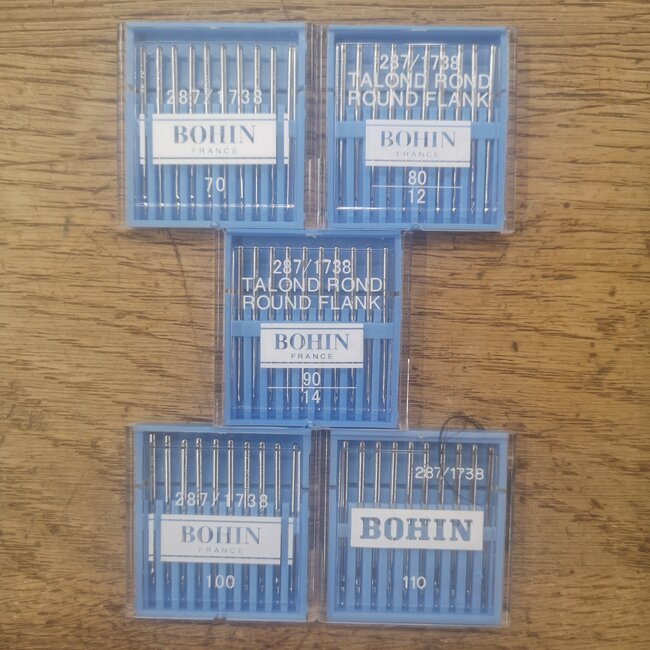 287/1738
BOHIN
FRANCE
70
287/1738
TALOND ROND
ROUND FLANK
BOHIN
FRANCE
80
12
287/1738
TALOND ROND
ROUND FLANK
BOHIN
FRANCE
90
14
287/1738
BOHIN
FRANCE
100
287/1738
BOHIN
110